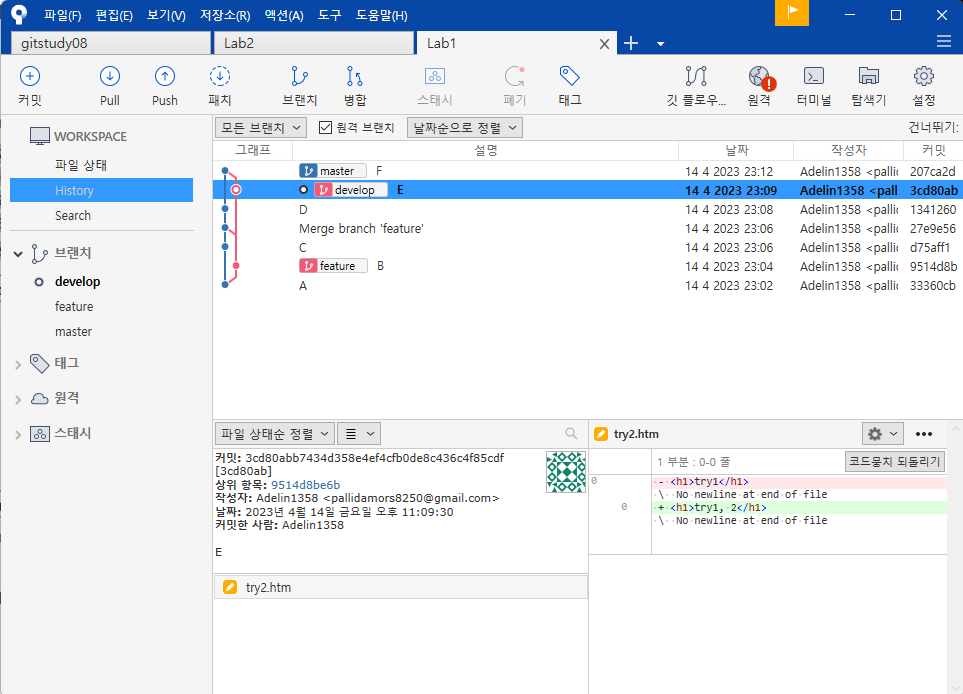 파일(F) 편집(E) 보기(V) 저장소(R) 액션(A) 도구 도움말(H)
gitstudy08 Lab2 Lab1
커밋 Pull Push 패치 브랜치 병합 스태시 폐기 태그 깃 플로우... 원격 터미널 탐색기 설정
WORKSPACE
파일 상태
History
Search
브랜치
develop
feature
master
태그
원격
스태시
모든 브랜치 원격 브랜치 날짜순으로 정렬 건너뛰기:
그래프 설명 날짜 작성자 커밋
master F 14 4 2023 23:12 Adelin1358 <pallic 207ca2d
develop E 14 4 2023 23:09 Adelin1358 <pall 3cd80ab
D 14 4 2023 23:08 Adelin1358 <pallic 1341260
Merge branch 'feature' 14 4 2023 23:06 Adelin1358 <pallic 27e9e56
C 14 4 2023 23:06 Adelin1358 <pallic d75aff1
feature B 14 4 2023 23:04 Adelin1358 <pallic 9514d8b
A 14 4 2023 23:02 Adelin1358 <pallic 33360cb
파일 상태순 정렬
커밋: 3cd80abb7434d358e4ef4cfb0de8c436c4f85cdf
[3cd80ab]
상위 항목: 9514d8be6b
작성자: Adelin1358 <pallidamors8250@gmail.com>
날짜: 2023년 4월 14일 금요일 오후 11:09:30
커밋한 사람: Adelin1358
E
try2.htm
try2.htm
1 부분 : 0-0 줄 코드뭉치 되돌리기
0 - <h1>try1</h1>
\ No newline at end of file
0 + <h1>try1, 2</h1>
\ No newline at end of file